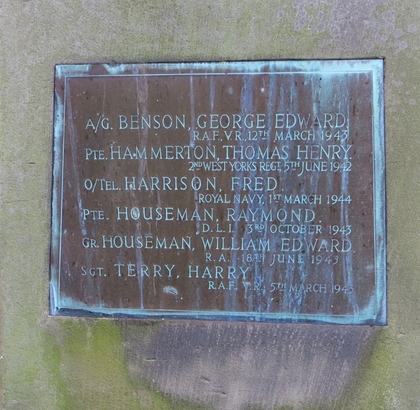 A/G. BENSON, GEORGE EDWARD.
R.A.F.V.R. 12TH MARCH 1943
PTE. HAMMERTON, THOMAS HENRY.
2ND WEST YORKS REGT. 5TH JUNE 1942
O/TEL. HARRISON, FRED.
ROYAL NAVY, 1ST MARCH 1944
PTE. HOUSEMAN, RAYMOND.
D.L.I. 3RD OCTOBER 1943
GR. HOUSEMAN, WILLIAM EDWARD.
R.A. 18TH JUNE 1943
SGT. TERRY, HARRY
R.A.F. V.R., 5TH MARCH 1943